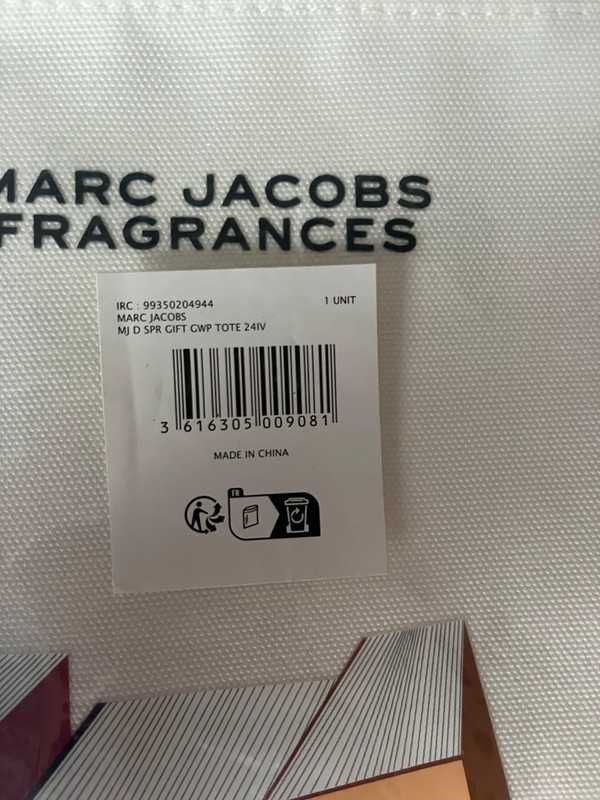 MARC JACOBS
FRAGRANCES
IRC : 99350204944
1 UNIT
MARC JACOBS
MJ D SPR GIFT GWP TOTE 24IV
3 616305 009081
MADE IN CHINA
FR